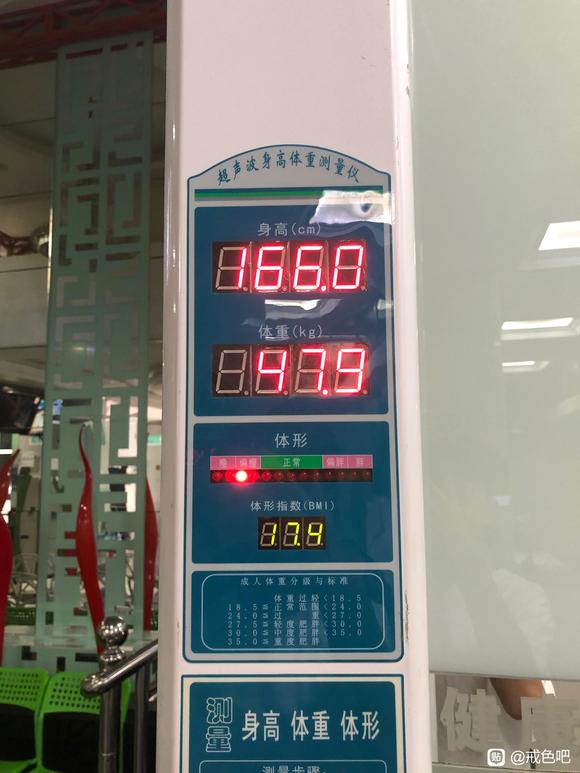 超声波身高体重测量仪
身高(cm)
166.0
体重(kg)
47.9
体形
瘦 偏瘦 正常 偏胖 胖
体形指数(BMI)
17.4
成人体重分级与标准
体重过轻<18.5
18.5≤正常范围<24.0
24.0≤过 重<27.0
27.5≤轻度肥胖<30.0
30.0≤中度肥胖<35.0
35.0≤重度肥胖
测量 身高 体重 体形
测量步骤:
健康
贴 @戒色吧